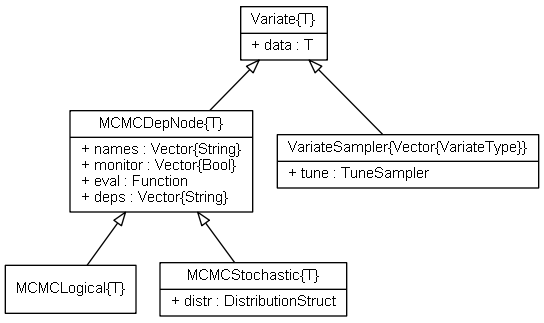 Variate{T}
+ data : T
MCMCDepNode{T}
+ names : Vector{String}
+ monitor : Vector{Bool}
+ eval : Function
+ deps : Vector{String}
VariateSampler{Vector{VariateType}}
+ tune : TuneSampler
MCMCLogical{T}
MCMCStochastic{T}
+ distr : DistributionStruct